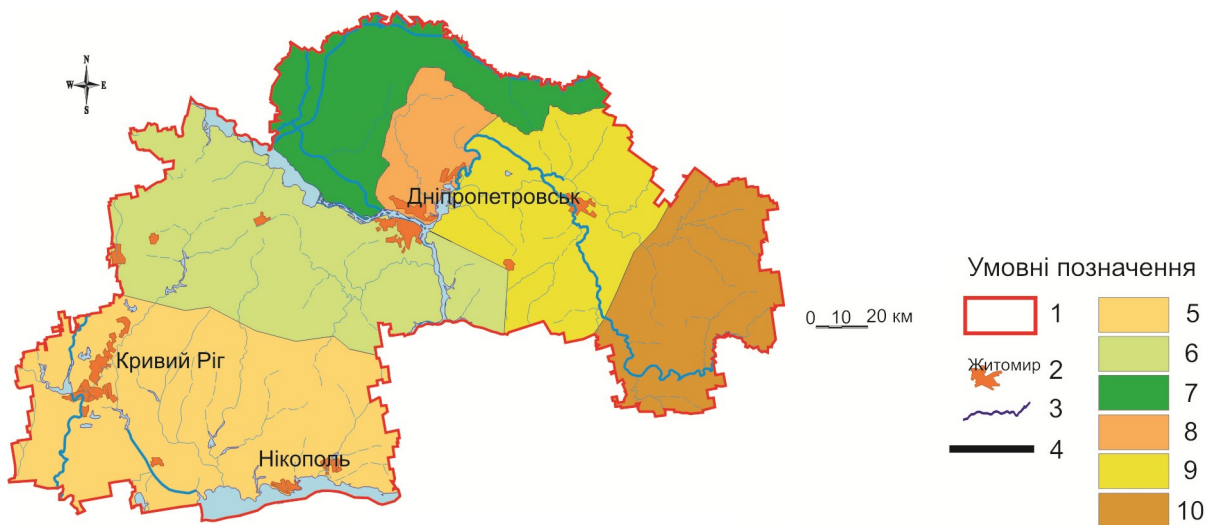 N
W E
S
Дніпропетровськ
Кривий Ріг
Нікополь
0 10 20 км
Умовні позначення
1 5
Житомир 2 6
3 7
4 8
9
10